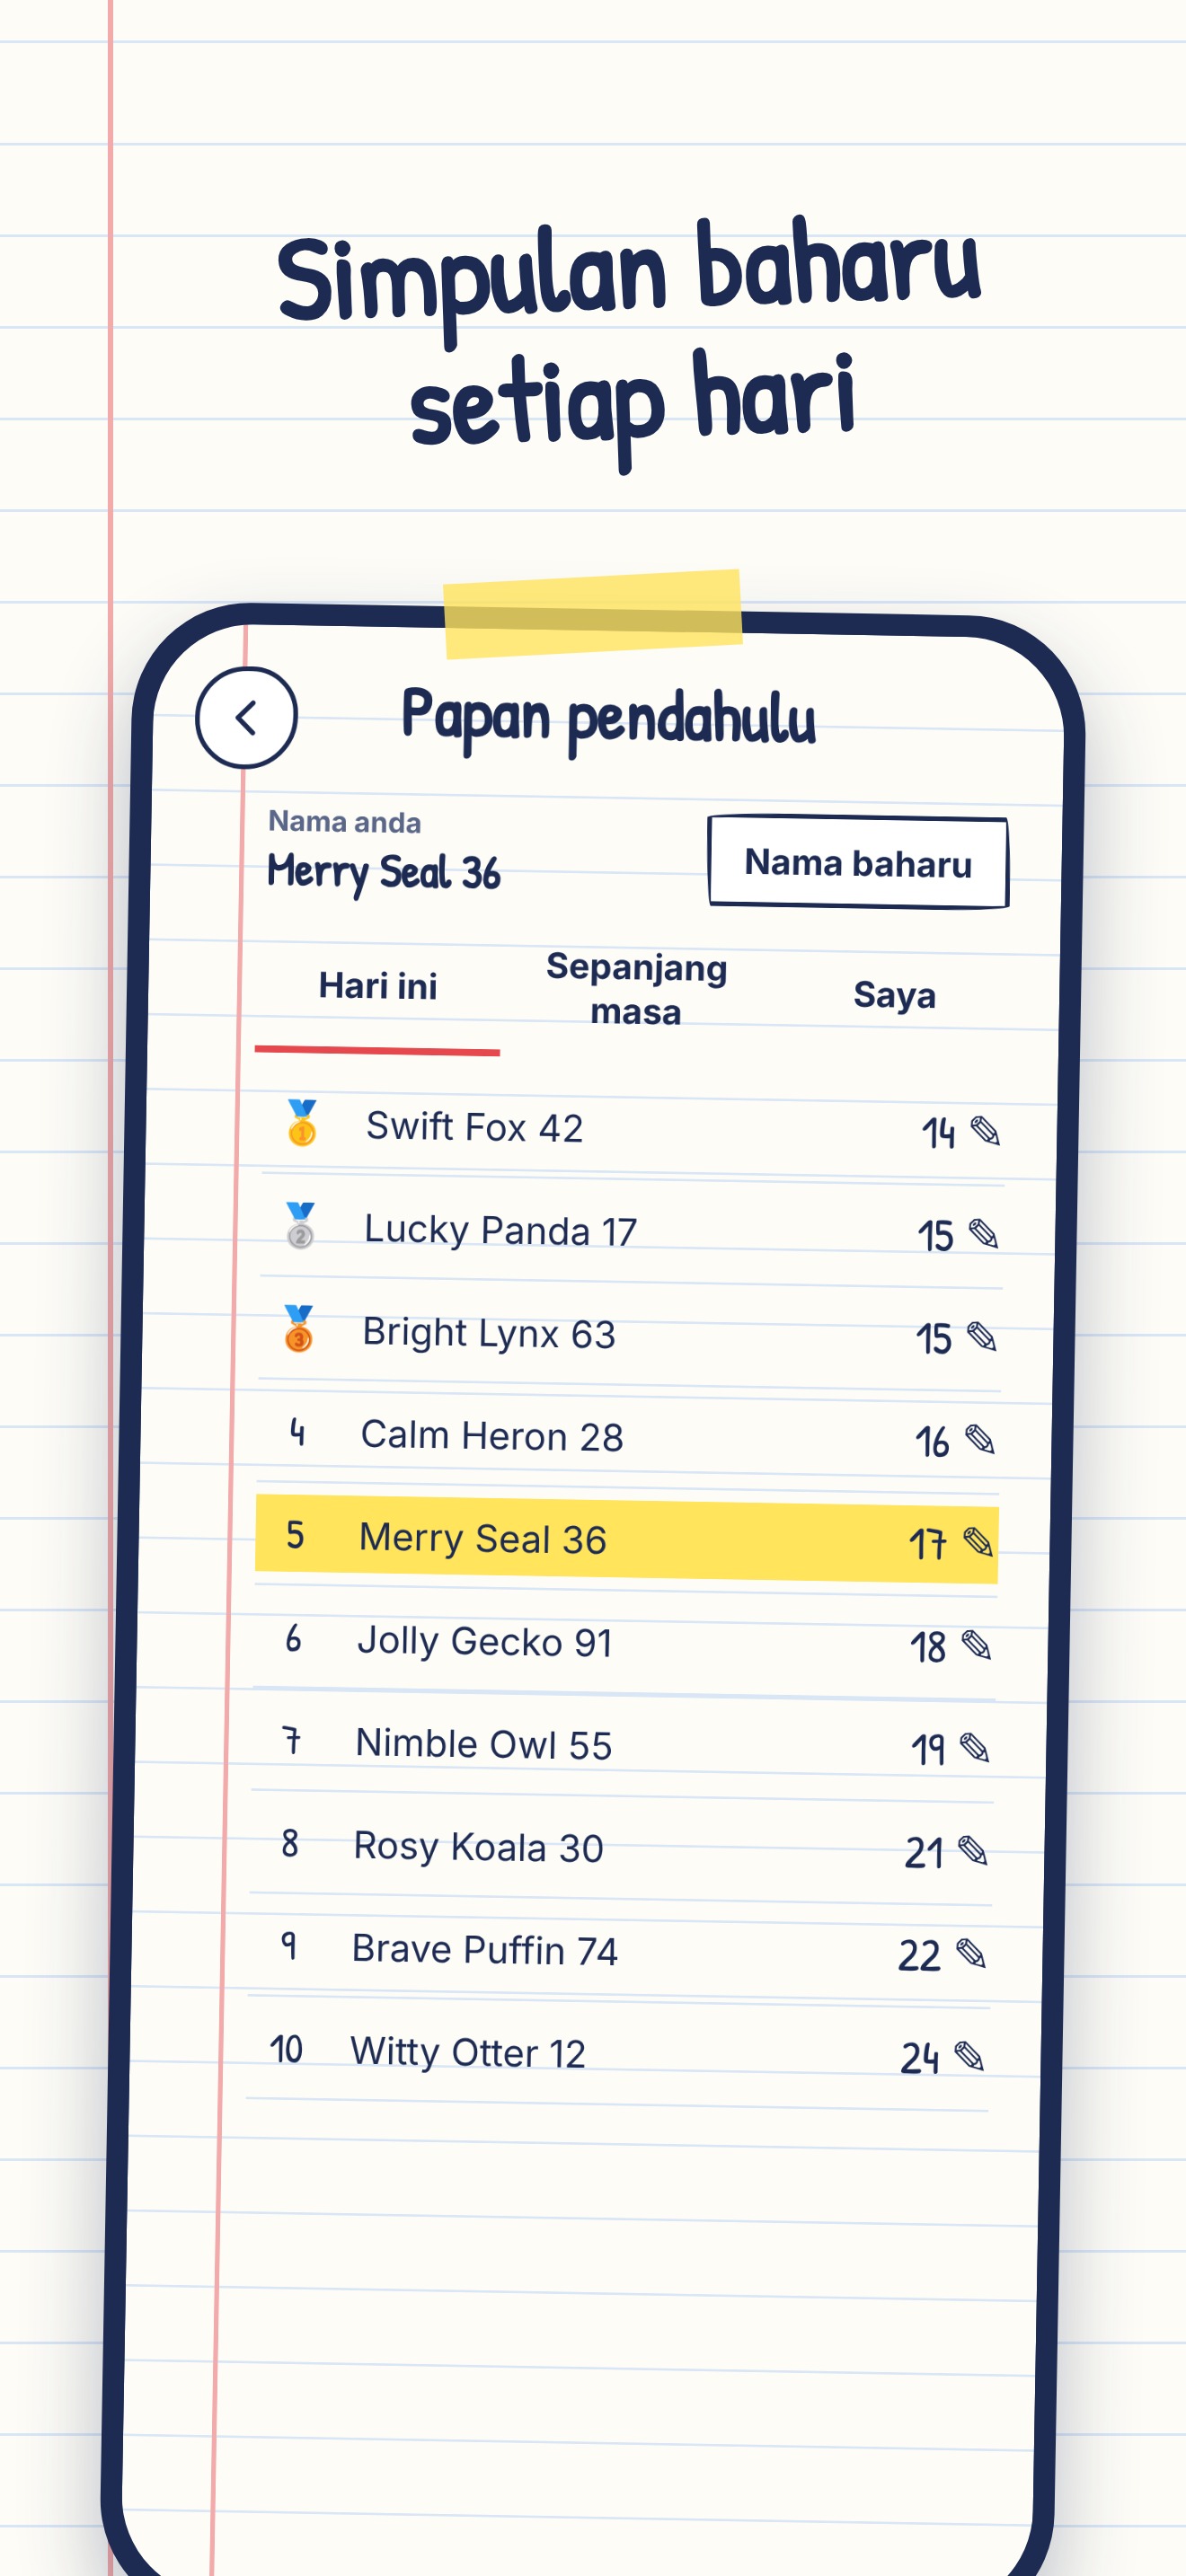 Simpulan baharu
setiap hari
Papan pendahulu
Nama anda
Merry Seal 36
Nama baharu
Hari ini
Sepanjang
masa
Saya
🥇 Swift Fox 42 14 ✎
🥈 Lucky Panda 17 15 ✎
🥉 Bright Lynx 63 15 ✎
4 Calm Heron 28 16 ✎
5 Merry Seal 36 17 ✎
6 Jolly Gecko 91 18 ✎
7 Nimble Owl 55 19 ✎
8 Rosy Koala 30 21 ✎
9 Brave Puffin 74 22 ✎
10 Witty Otter 12 24 ✎